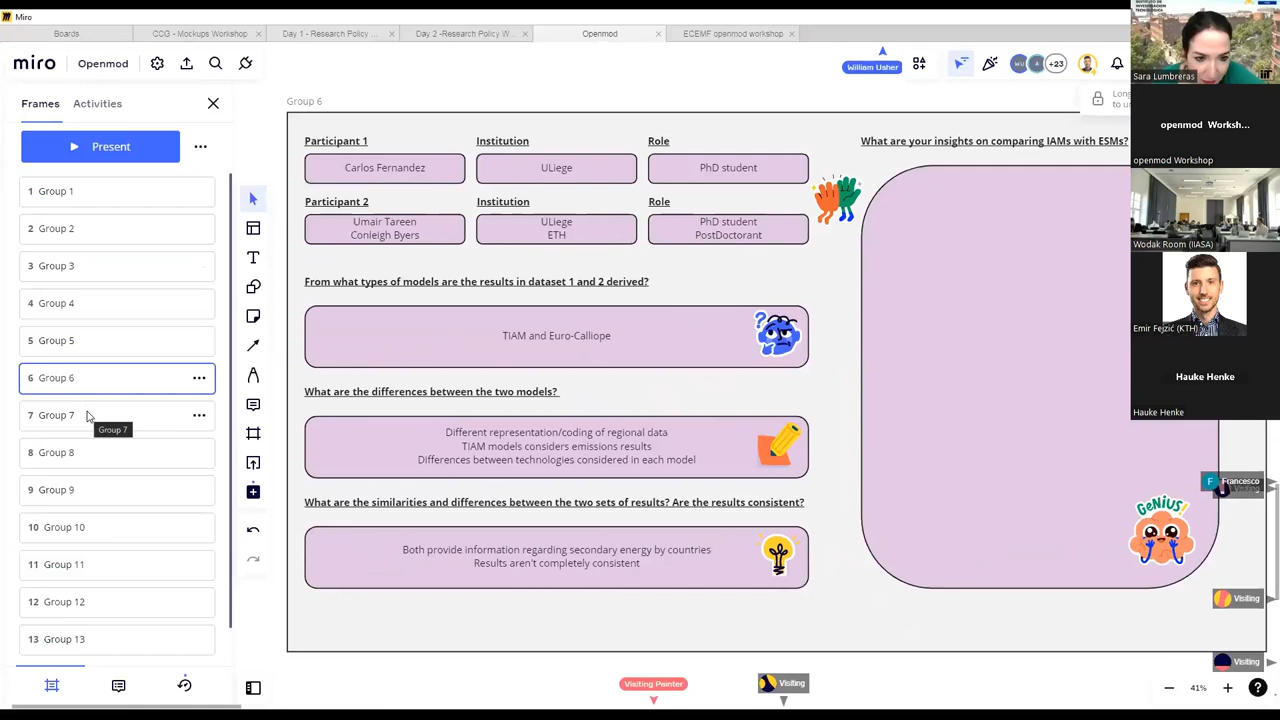 Miro
Boards
CCG - Mockups Workshop
Day 1 - Research Policy ...
Day 2 -Research Policy W...
Openmod
ECEMF openmod workshop
miro
Openmod
William Usher
WU
A
+23
Frames
Activities
Present
1 Group 1
2 Group 2
3 Group 3
4 Group 4
5 Group 5
6 Group 6
7 Group 7
Group 7
8 Group 8
9 Group 9
10 Group 10
11 Group 11
12 Group 12
13 Group 13
T
Group 6
Participant 1
Institution
Role
Carlos Fernandez
ULiege
PhD student
Participant 2
Institution
Role
Umair Tareen
Conleigh Byers
ULiege
ETH
PhD student
PostDoctorant
From what types of models are the results in dataset 1 and 2 derived?
TIAM and Euro-Calliope
?
What are the differences between the two models?
Different representation/coding of regional data
TIAM models considers emissions results
Differences between technologies considered in each model
What are the similarities and differences between the two sets of results? Are the results consistent?
Both provide information regarding secondary energy by countries
Results aren't completely consistent
What are your insights on comparing IAMs with ESMs?
GENiUS!
Long
to u
INSTITUTO DE
INVESTIGACIÓN
TECNOLÓGICA
iiT
Sara Lumbreras
openmod Worksh...
openmod Workshop
Wodak Room (IIASA)
Emir Fejzić (KTH)
Hauke Henke
Hauke Henke
F
Francesco
Visiting
Visiting
Visiting
Visiting Painter
Visiting
41%
?